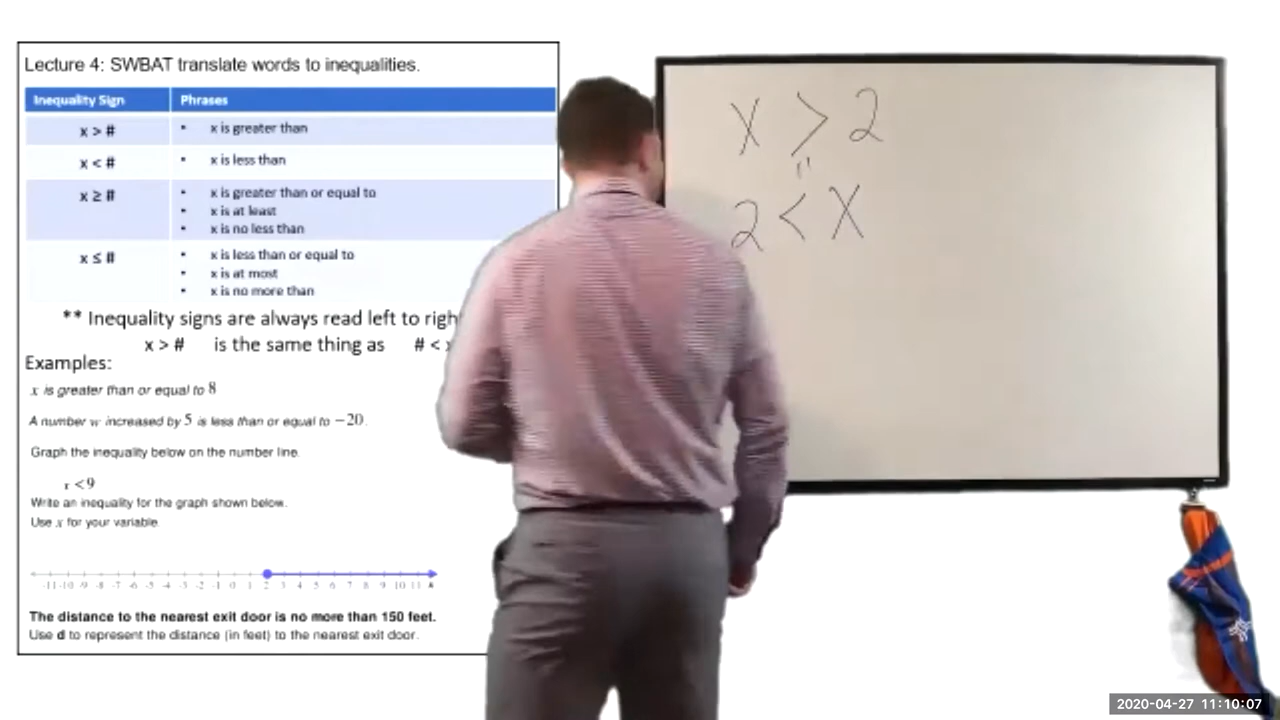 Lecture 4: SWBAT translate words to inequalities.
Inequality Sign Phrases
x > # • x is greater than
x < # • x is less than
x ≥ # • x is greater than or equal to
• x is at least
• x is no less than
x ≤ # • x is less than or equal to
• x is at most
• x is no more than
** Inequality signs are always read left to righ
x > # is the same thing as # <
Examples:
x is greater than or equal to 8
A number w increased by 5 is less than or equal to −20.
Graph the inequality below on the number line.
x < 9
Write an inequality for the graph shown below.
Use x for your variable.
-11 -10 -9 -8 -7 -6 -5 -4 -3 -2 -1 0 1 2 3 4 5 6 7 8 9 10 11
The distance to the nearest exit door is no more than 150 feet.
Use d to represent the distance (in feet) to the nearest exit door.
x > 2
"
2 < x
2020-04-27 11:10:07